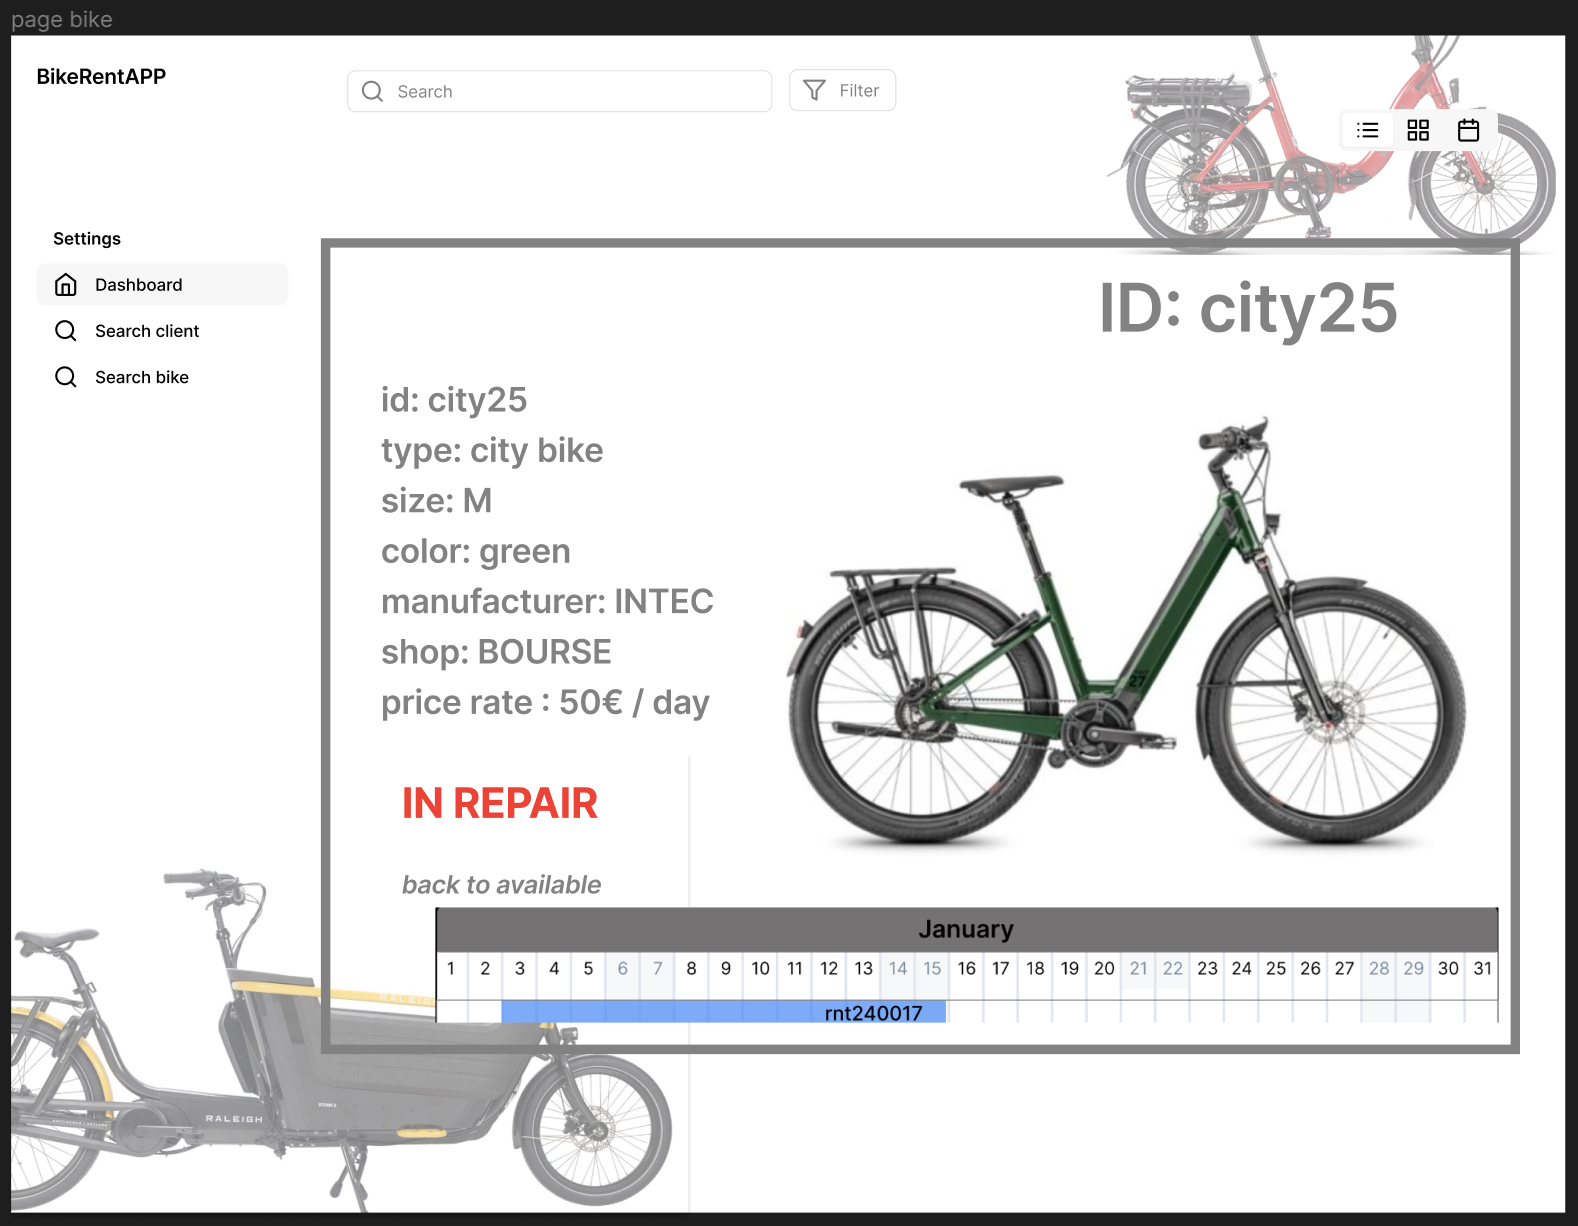 page bike
BikeRentAPP
Search
Filter
Settings
Dashboard
Search client
Search bike
ID: city25
id: city25
type: city bike
size: M
color: green
manufacturer: INTEC
shop: BOURSE
price rate : 50€ / day
27
IN REPAIR
back to available
January
1 2 3 4 5 6 7 8 9 10 11 12 13 14 15 16 17 18 19 20 21 22 23 24 25 26 27 28 29 30 31
rnt240017
RALEIGH
RALEIGH